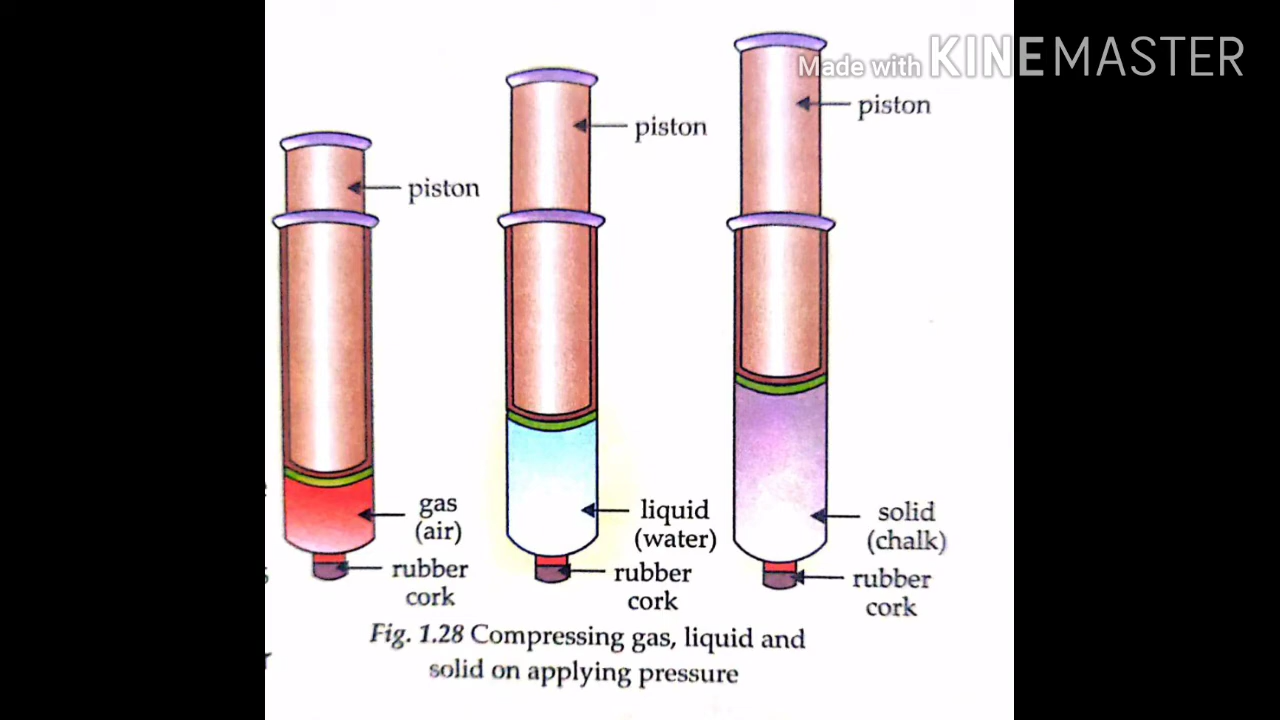 Made with KINEMASTER
piston
piston
piston
gas
(air)
liquid
(water)
solid
(chalk)
rubber
cork
rubber
cork
rubber
cork
Fig. 1.28 Compressing gas, liquid and
solid on applying pressure